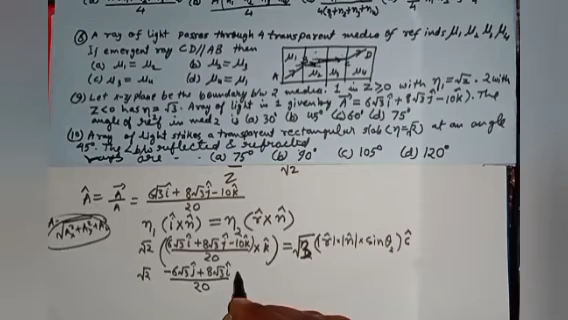 (8) A ray of light passes through 4 transparent media of ref inds μ₁ μ₂ μ₃ μ₄
If emergent ray CD // AB then
(a) μ₁ = μ₂ (b) μ₂ = μ₃
(c) μ₃ = μ₄ (d) μ₄ = μ₁
(9) Let x-y plane be the boundary b/w 2 media. 1 in Z≥0 with η₁=√2. 2 with
Z<0 has η=√3. A ray of light in 1 given by A⃗ = 6√3 î + 8√3 ĵ - 10k̂). The
angle of ref in med 2 is (a) 30° (b) 45° (c) 60° (d) 75°
(10) A ray of light strikes a transparent rectangular slab (η=√2) at an angle
45°. The ∠ b/w reflected & refracted
rays are . (a) 75° (b) 90° (c) 105° (d) 120°
√2
Â = A⃗/A = (6√3 î + 8√3 ĵ - 10k̂)/20
η₁ (î × n̂) = η₂ (r̂ × n̂)
√2 ((6√3 î + 8√3 ĵ - 10k̂)/20 × k̂) = √3 (|r̂| × |n̂| × sinθ₂) ĉ
√2 (-6√3 ĵ + 8√3 î)/20